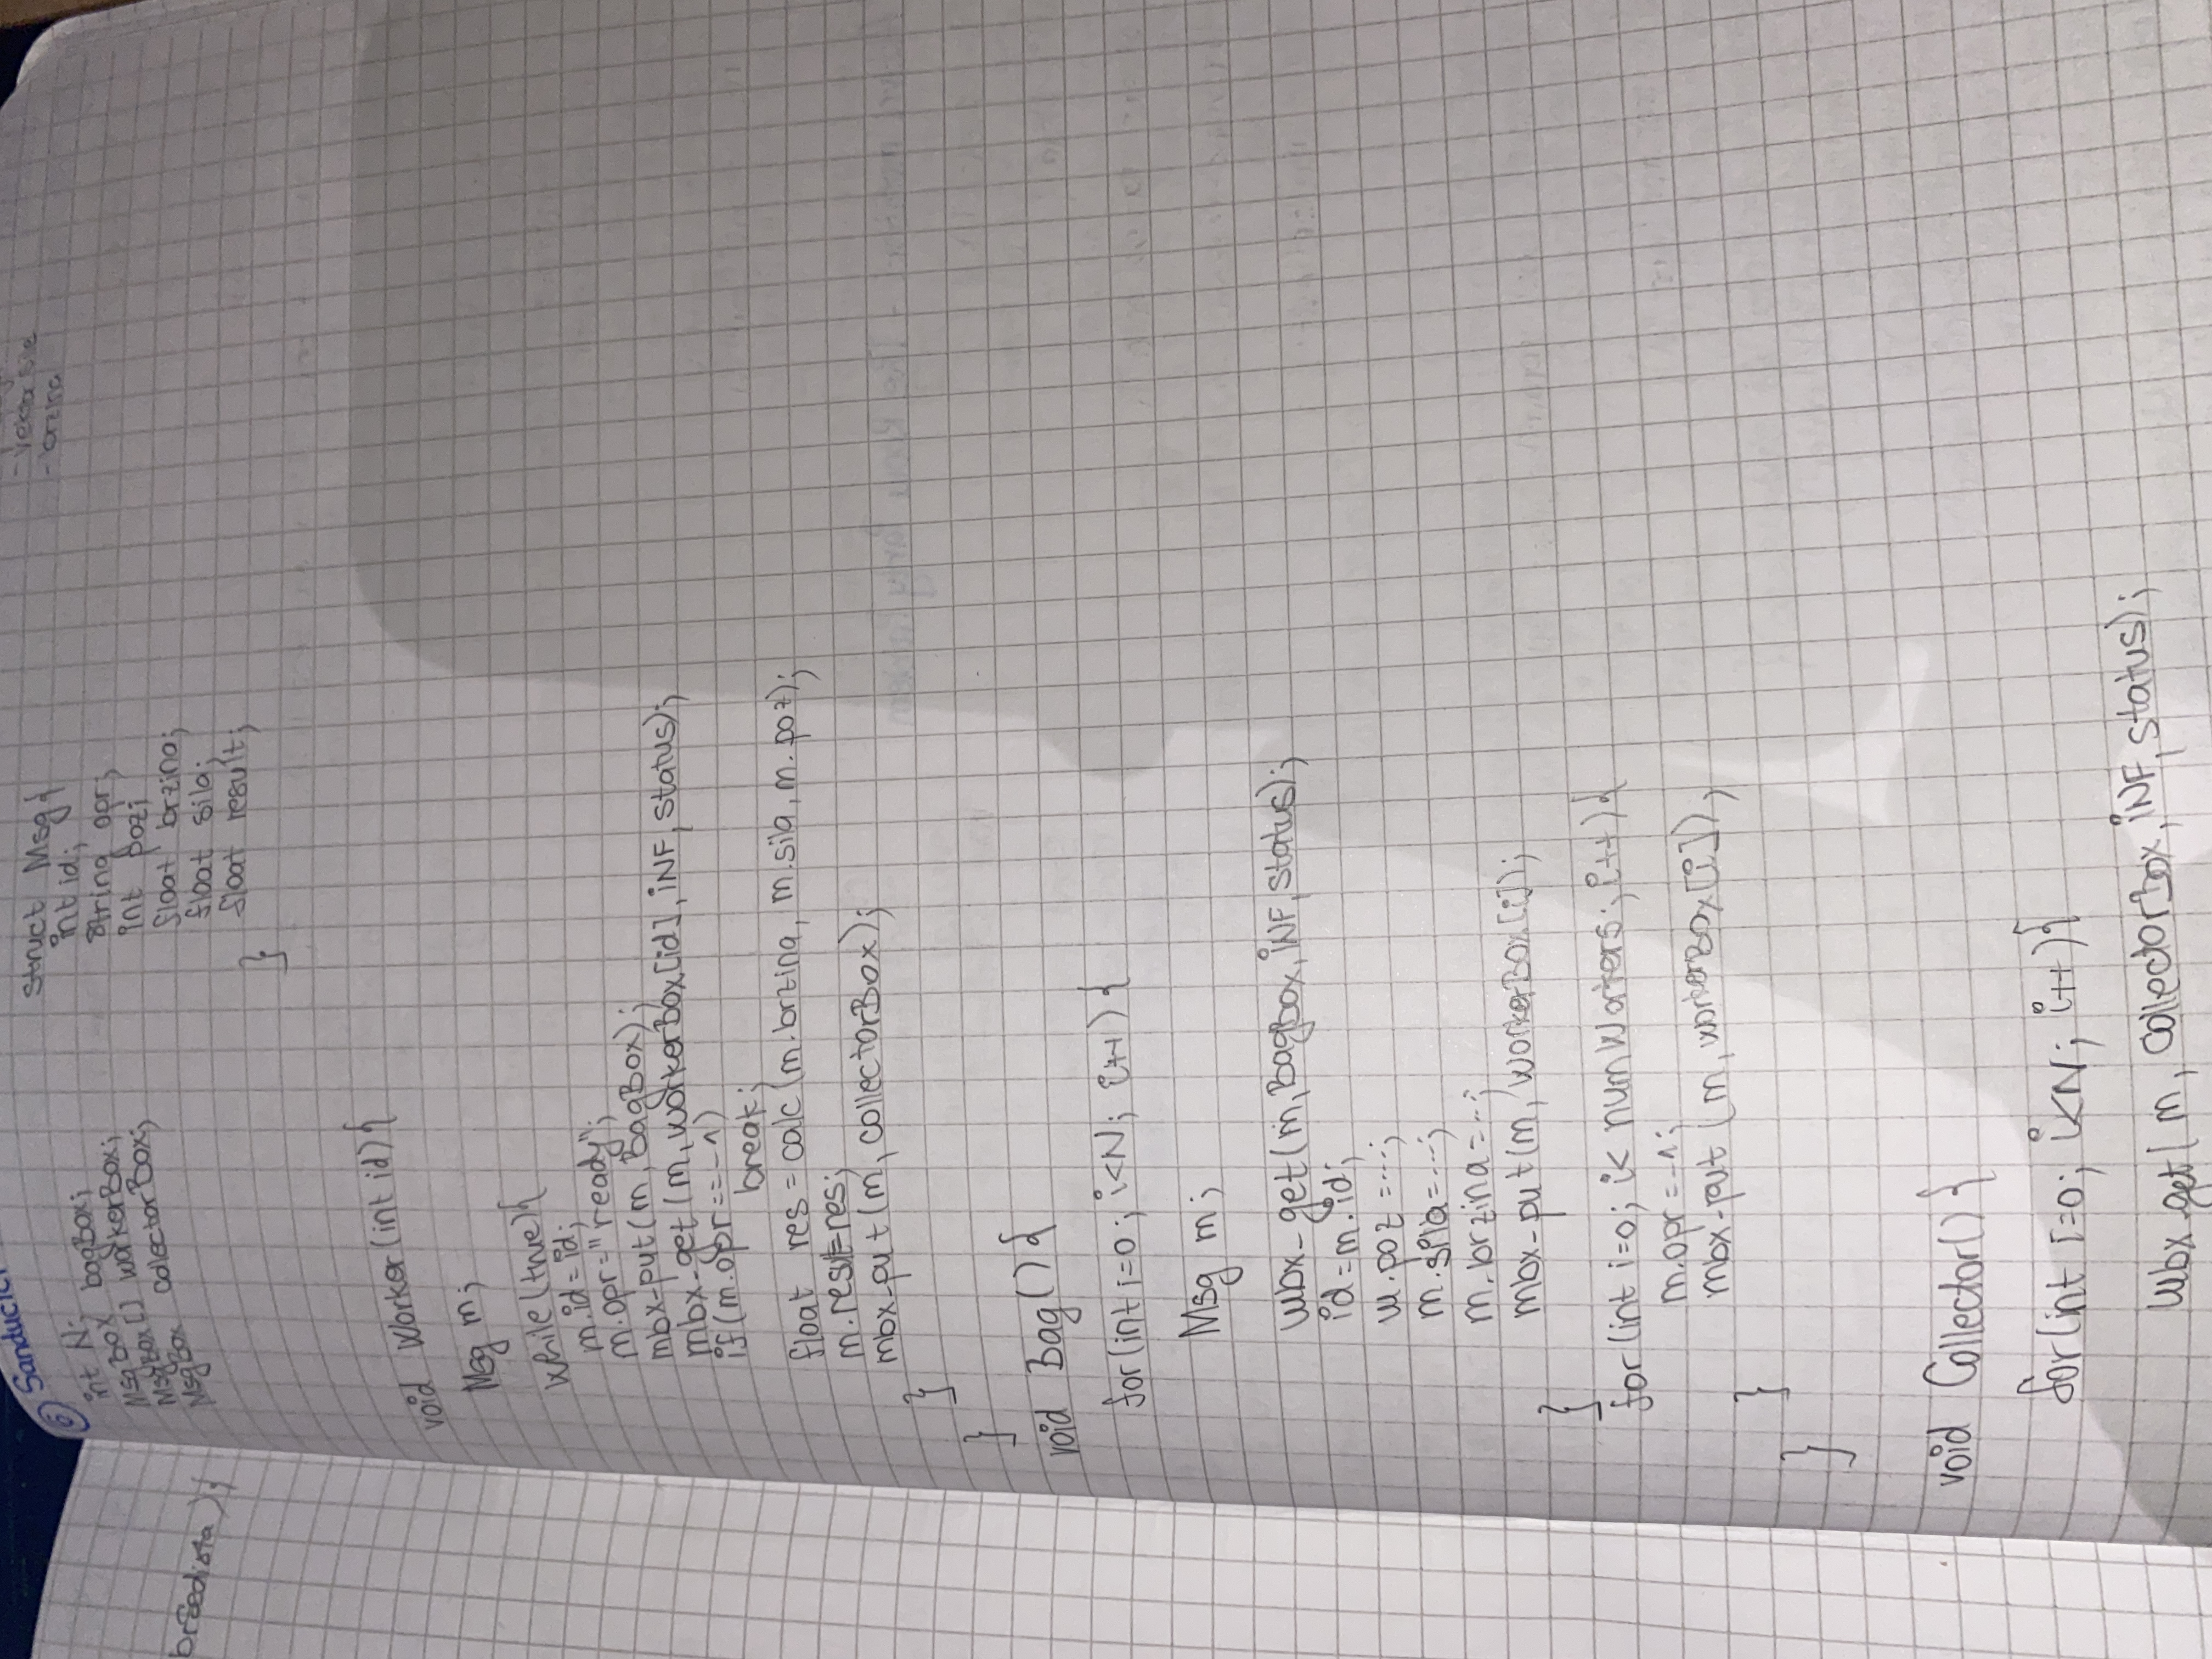 6 Sanducici
int N;
MsgBox bagBox;
MsgBox[] workerBox;
MsgBox collectorBox;
struct Msg{
int id;
string opr;
int poz;
float brzina;
float sila;
float result;
}
- brzina
void Worker(int id){
Msg m;
while(true){
m.id=id;
m.opr="ready";
mbx-put(m, BagBox);
mbx-get(m, workerBox[id], iNF, status);
if(m.opr==-1)
break;
float res = calc(m.brzina, m.sila, m.poz);
m.result=res;
mbx-put(m, collectorBox);
}
}
void Bag(){
for(int i=0; i<N; i++){
Msg m;
mbx-get(m, BagBox, iNF, status);
id=m.id;
m.poz=...;
m.sila=...;
m.brzina=...;
mbx-put(m, workerBox[i]);
}
for(int i=0; i< numWorkers; i++){
m.opr=-1;
mbx-put(m, workerBox[i]);
}
}
void Collector(){
for(int i=0; i<N; i++){
mbx-get(m, collectorBox, iNF, status);